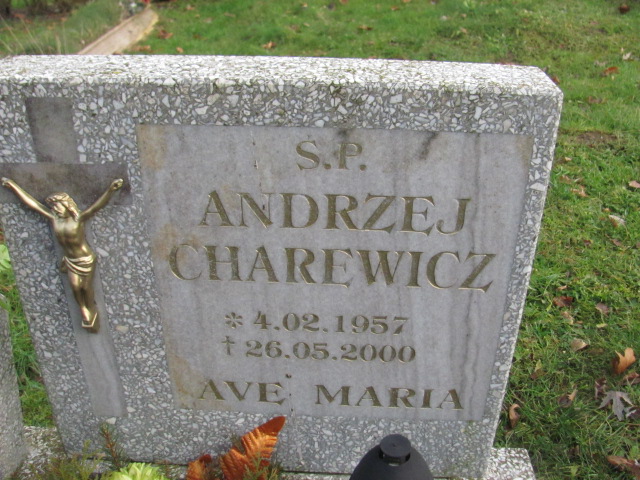 S.P.
ANDRZEJ
CHAREWICZ
* 4.02.1957
† 26.05.2000
AVE MARIA